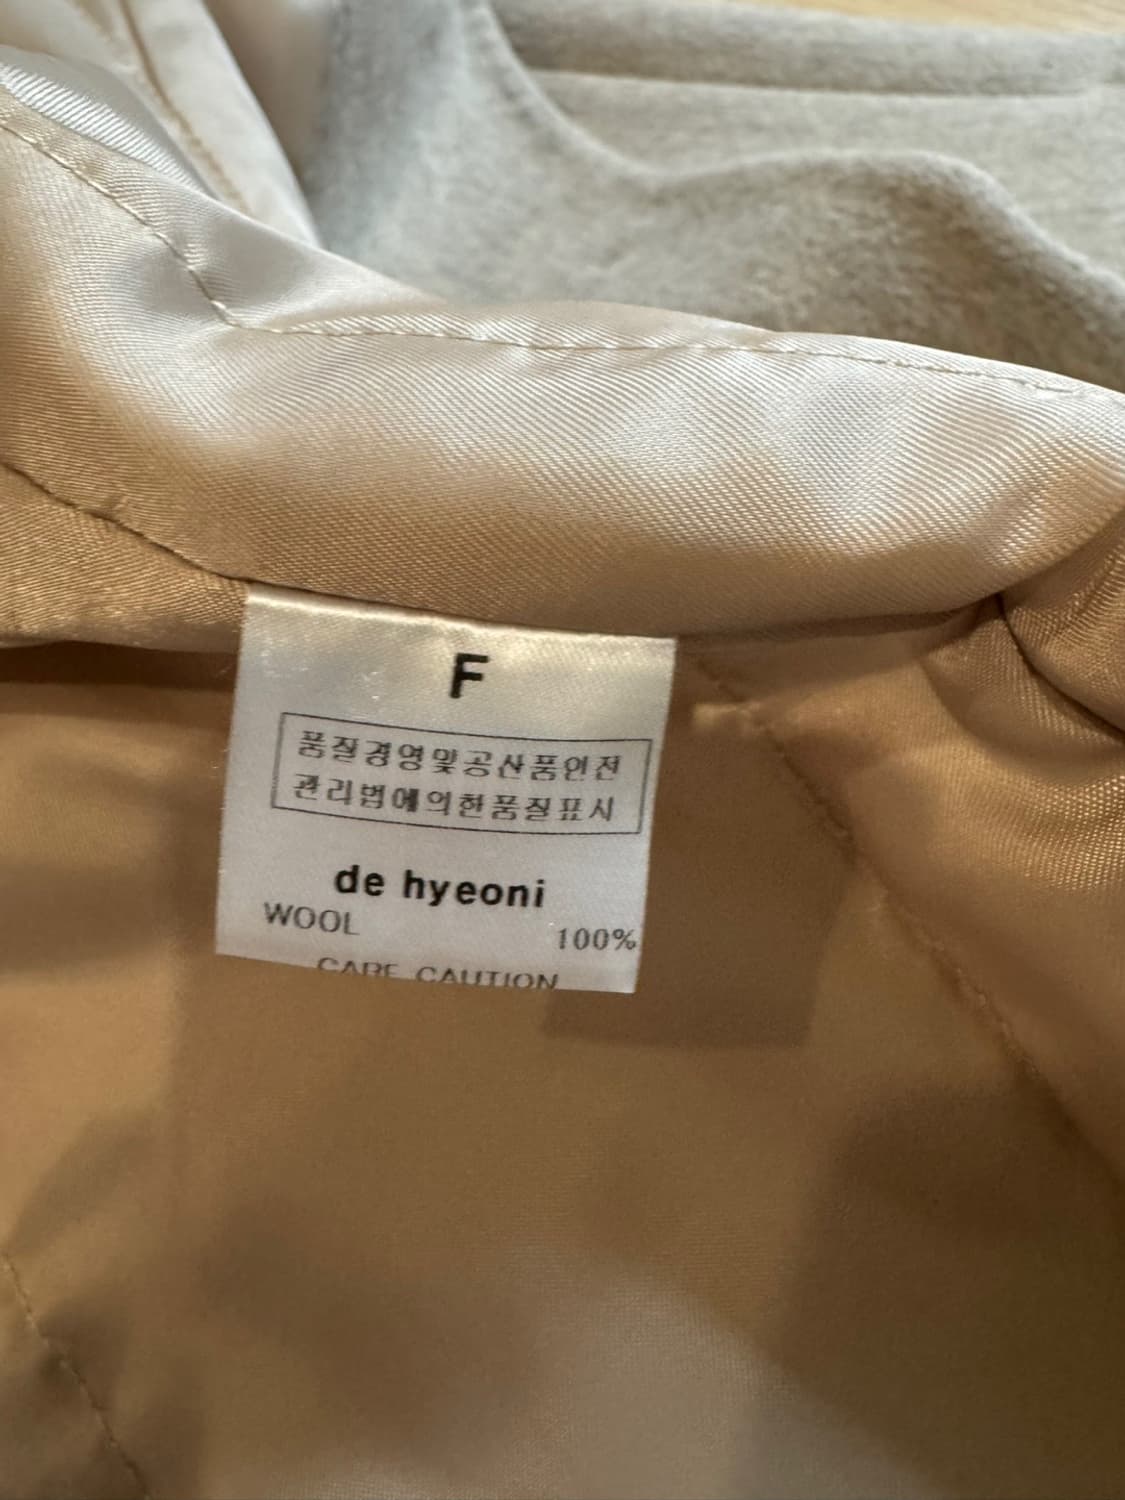 F
품질경영및공산품안전
관리법에의한품질표시
de hyeoni
WOOL 100%
CARE CAUTION